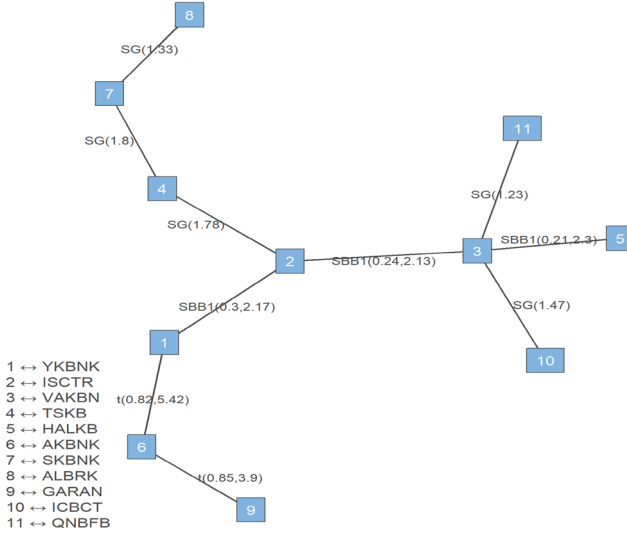 8
SG(1.33)
7
11
SG(1.8)
4
SG(1.23)
SG(1.78)
5
SBB1(0.21,2.3)
3
2
SBB1(0.24,2.13)
SBB1(0.3,2.17)
SG(1.47)
1
10
1 ↔ YKBNK
2 ↔ ISCTR
3 ↔ VAKBN
t(0.82,5.42)
4 ↔ TSKB
5 ↔ HALKB
6 ↔ AKBNK
6
7 ↔ SKBNK
8 ↔ ALBRK
t(0.85,3.9)
9 ↔ GARAN
10 ↔ ICBCT
9
11 ↔ QNBFB